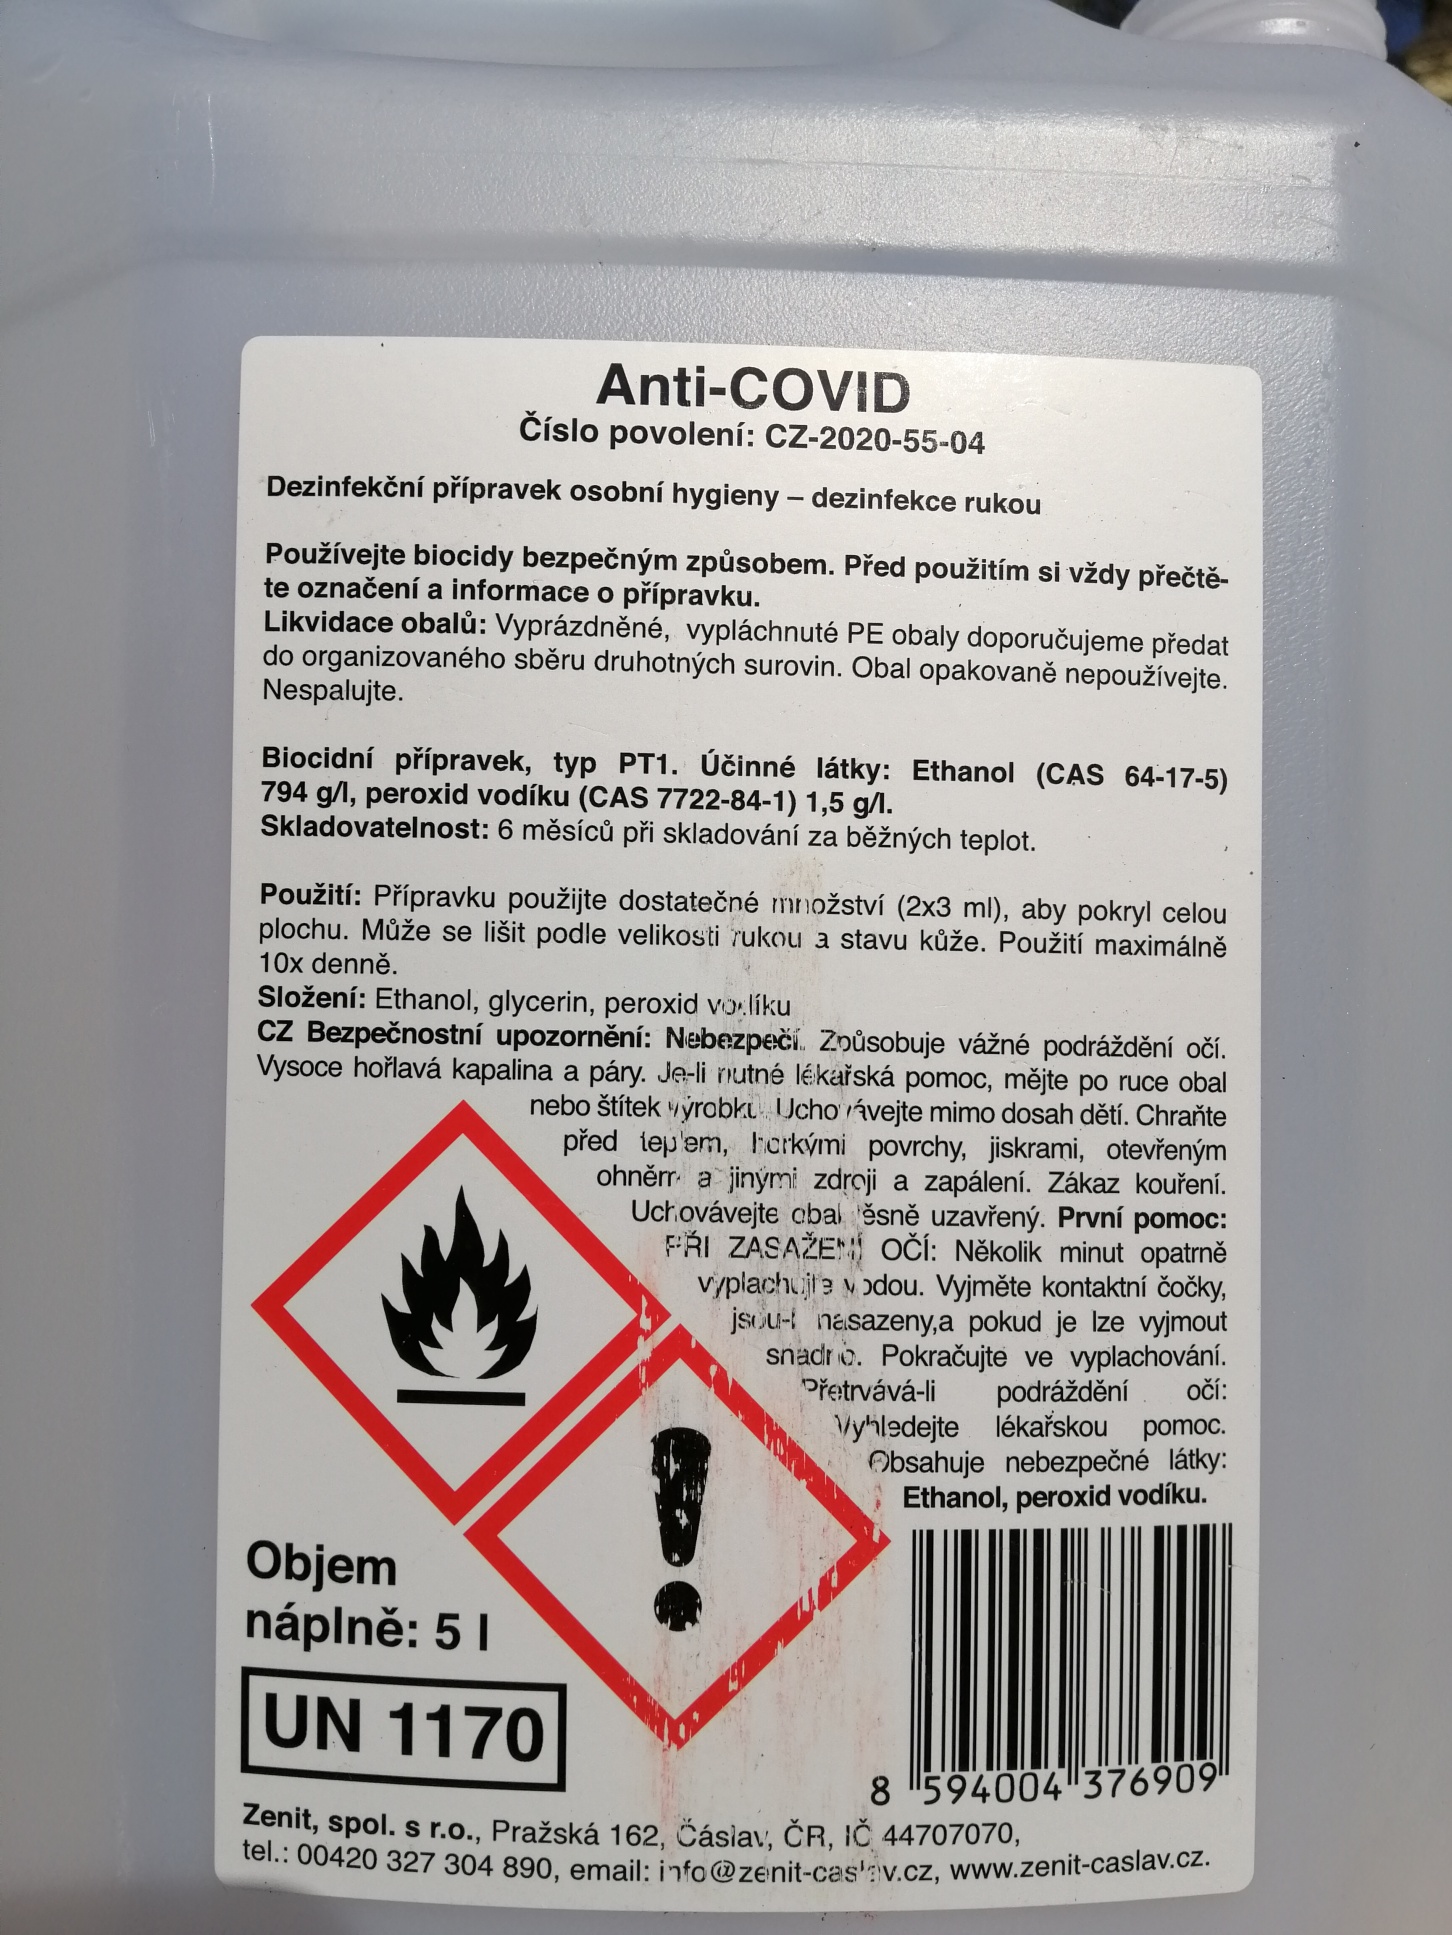 Anti-COVID
Číslo povolení: CZ-2020-55-04
Dezinfekční přípravek osobní hygieny – dezinfekce rukou
Používejte biocidy bezpečným způsobem. Před použitím si vždy přečtě-
te označení a informace o přípravku.
Likvidace obalů: Vyprázdněné, vypláchnuté PE obaly doporučujeme předat
do organizovaného sběru druhotných surovin. Obal opakovaně nepoužívejte.
Nespalujte.
Biocidní přípravek, typ PT1. Účinné látky: Ethanol (CAS 64-17-5)
794 g/l, peroxid vodíku (CAS 7722-84-1) 1,5 g/l.
Skladovatelnost: 6 měsíců při skladování za běžných teplot.
Použití: Přípravku použijte dostatečné množství (2x3 ml), aby pokryl celou
plochu. Může se lišit podle velikosti rukou a stavu kůže. Použití maximálně
10x denně.
Složení: Ethanol, glycerin, peroxid vodíku
CZ Bezpečnostní upozornění: Nebezpečí. Způsobuje vážné podráždění očí.
Vysoce hořlavá kapalina a páry. Je-li nutné lékařská pomoc, mějte po ruce obal
nebo štítek výrobku. Uchovávejte mimo dosah dětí. Chraňte
před teplem, horkými povrchy, jiskrami, otevřeným
ohněm a jinými zdroji a zapálení. Zákaz kouření.
Uchovávejte obal těsně uzavřený. První pomoc:
PŘI ZASAŽENÍ OČÍ: Několik minut opatrně
vyplachujte vodou. Vyjměte kontaktní čočky,
jsou-li nasazeny,a pokud je lze vyjmout
snadno. Pokračujte ve vyplachování.
Přetrvává-li podráždění očí:
Vyhledejte lékařskou pomoc.
Obsahuje nebezpečné látky:
Ethanol, peroxid vodíku.
Objem
náplně: 5 l
UN 1170
8 594004 376909
Zenit, spol. s r.o., Pražská 162, Čáslav, ČR, IČ 44707070,
tel.: 00420 327 304 890, email: info@zenit-caslav.cz, www.zenit-caslav.cz.